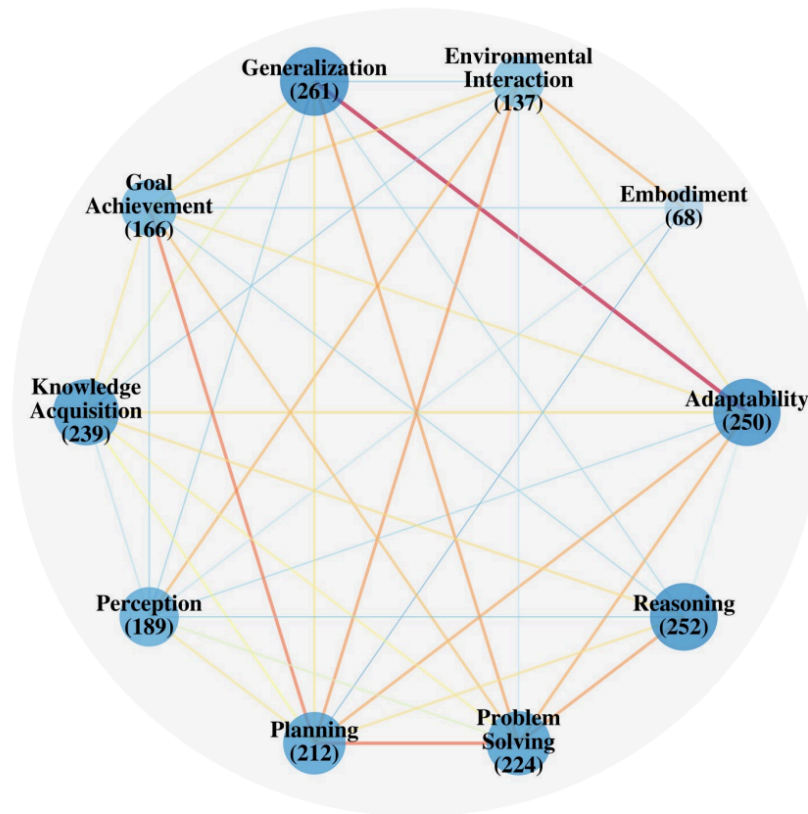 Generalization
(261)
Environmental
Interaction
(137)
Goal
Achievement
(166)
Embodiment
(68)
Knowledge
Acquisition
(239)
Adaptability
(250)
Perception
(189)
Reasoning
(252)
Planning
(212)
Problem
Solving
(224)